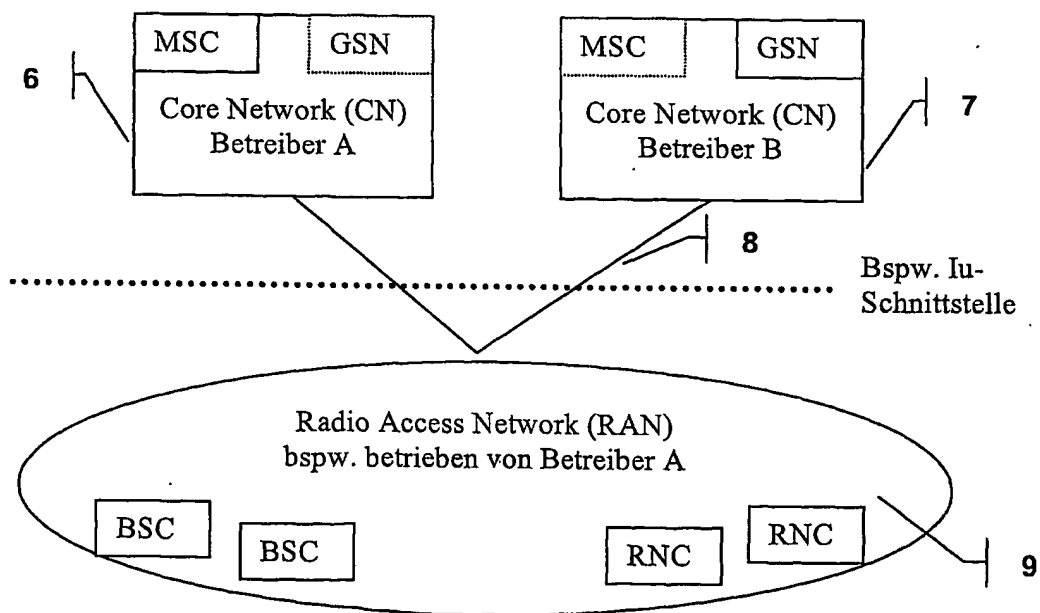 MSC
GSN
Core Network (CN)
Betreiber A
6
MSC
GSN
Core Network (CN)
Betreiber B
7
8
Bspw. Iu-
Schnittstelle
Radio Access Network (RAN)
bspw. betrieben von Betreiber A
BSC
BSC
RNC
RNC
9